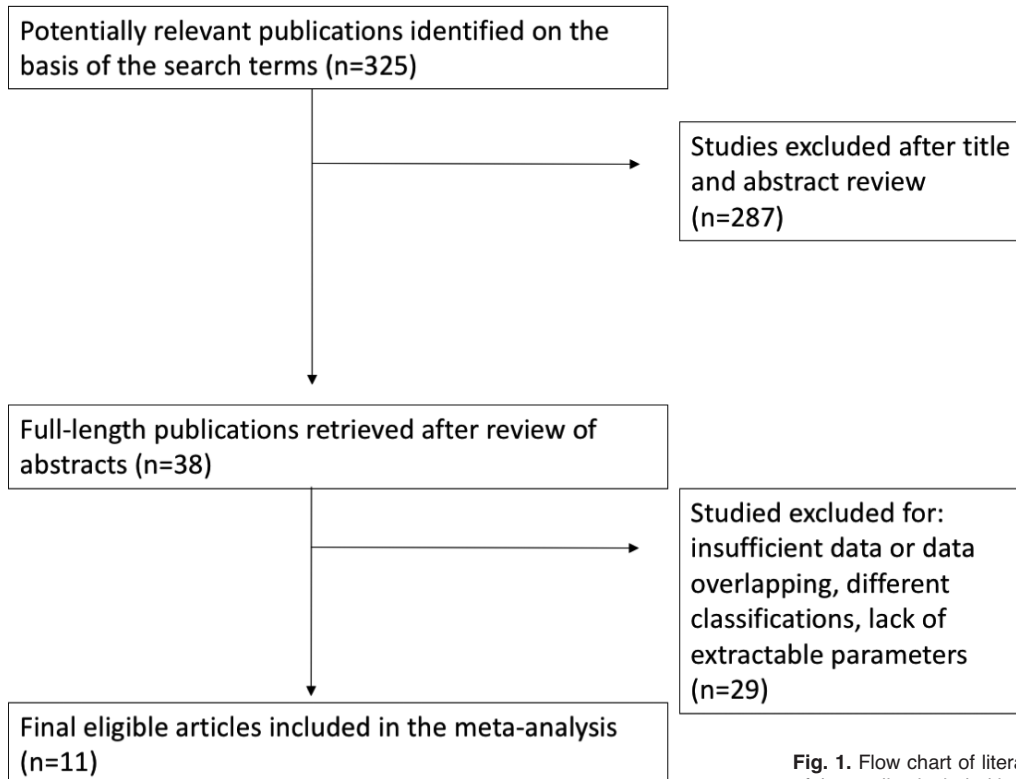 Potentially relevant publications identified on the
basis of the search terms (n=325)
Studies excluded after title
and abstract review
(n=287)
Full-length publications retrieved after review of
abstracts (n=38)
Studied excluded for:
insufficient data or data
overlapping, different
classifications, lack of
extractable parameters
(n=29)
Final eligible articles included in the meta-analysis
(n=11)
Fig. 1. Flow chart of litera